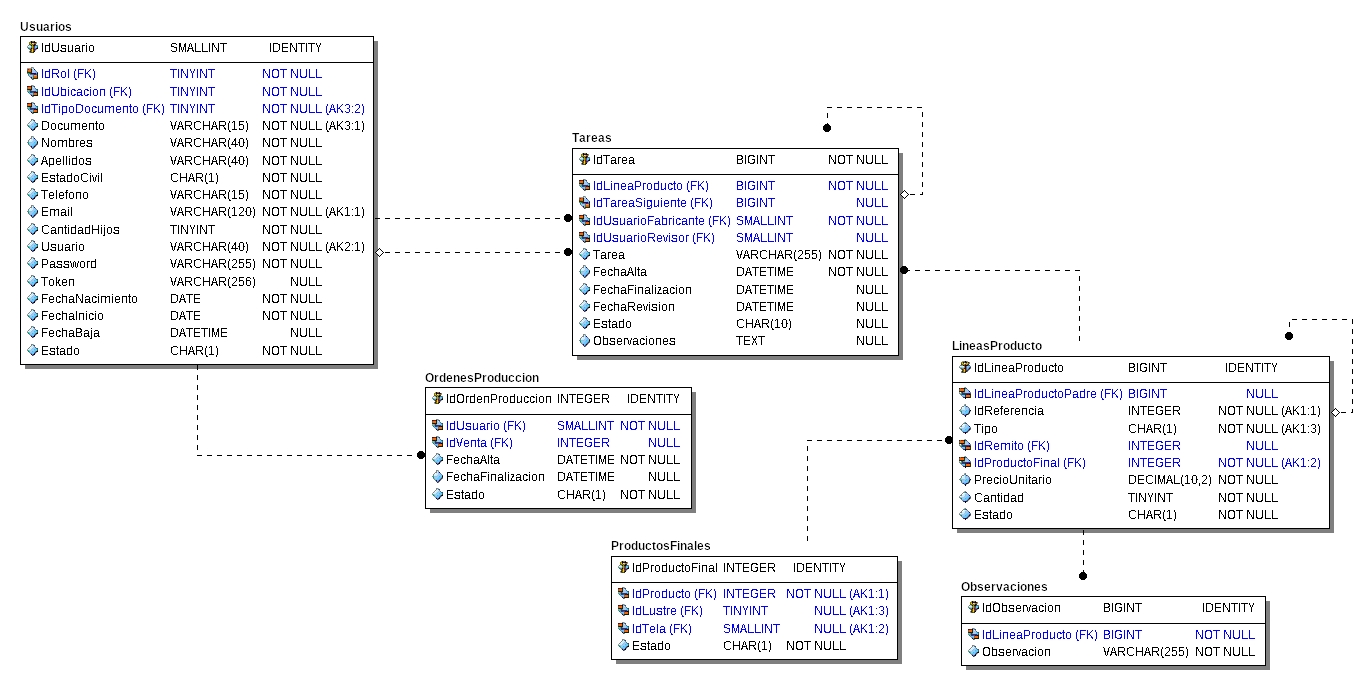 Usuarios
IdUsuario SMALLINT IDENTITY
IdRol (FK) TINYINT NOT NULL
IdUbicacion (FK) TINYINT NOT NULL
IdTipoDocumento (FK) TINYINT NOT NULL (AK3:2)
Documento VARCHAR(15) NOT NULL (AK3:1)
Nombres VARCHAR(40) NOT NULL
Apellidos VARCHAR(40) NOT NULL
EstadoCivil CHAR(1) NOT NULL
Telefono VARCHAR(15) NOT NULL
Email VARCHAR(120) NOT NULL (AK1:1)
CantidadHijos TINYINT NOT NULL
Usuario VARCHAR(40) NOT NULL (AK2:1)
Password VARCHAR(255) NOT NULL
Token VARCHAR(256) NULL
FechaNacimiento DATE NOT NULL
FechaInicio DATE NOT NULL
FechaBaja DATETIME NULL
Estado CHAR(1) NOT NULL
Tareas
IdTarea BIGINT NOT NULL
IdLineaProducto (FK) BIGINT NOT NULL
IdTareaSiguiente (FK) BIGINT NULL
IdUsuarioFabricante (FK) SMALLINT NOT NULL
IdUsuarioRevisor (FK) SMALLINT NULL
Tarea VARCHAR(255) NOT NULL
FechaAlta DATETIME NOT NULL
FechaFinalizacion DATETIME NULL
FechaRevision DATETIME NULL
Estado CHAR(10) NULL
Observaciones TEXT NULL
OrdenesProduccion
IdOrdenProduccion INTEGER IDENTITY
IdUsuario (FK) SMALLINT NOT NULL
IdVenta (FK) INTEGER NULL
FechaAlta DATETIME NOT NULL
FechaFinalizacion DATETIME NULL
Estado CHAR(1) NOT NULL
LineasProducto
IdLineaProducto BIGINT IDENTITY
IdLineaProductoPadre (FK) BIGINT NULL
IdReferencia INTEGER NOT NULL (AK1:1)
Tipo CHAR(1) NOT NULL (AK1:3)
IdRemito (FK) INTEGER NULL
IdProductoFinal (FK) INTEGER NOT NULL (AK1:2)
PrecioUnitario DECIMAL(10,2) NOT NULL
Cantidad TINYINT NOT NULL
Estado CHAR(1) NOT NULL
ProductosFinales
IdProductoFinal INTEGER IDENTITY
IdProducto (FK) INTEGER NOT NULL (AK1:1)
IdLustre (FK) TINYINT NULL (AK1:3)
IdTela (FK) SMALLINT NULL (AK1:2)
Estado CHAR(1) NOT NULL
Observaciones
IdObservacion BIGINT IDENTITY
IdLineaProducto (FK) BIGINT NOT NULL
Observacion VARCHAR(255) NOT NULL